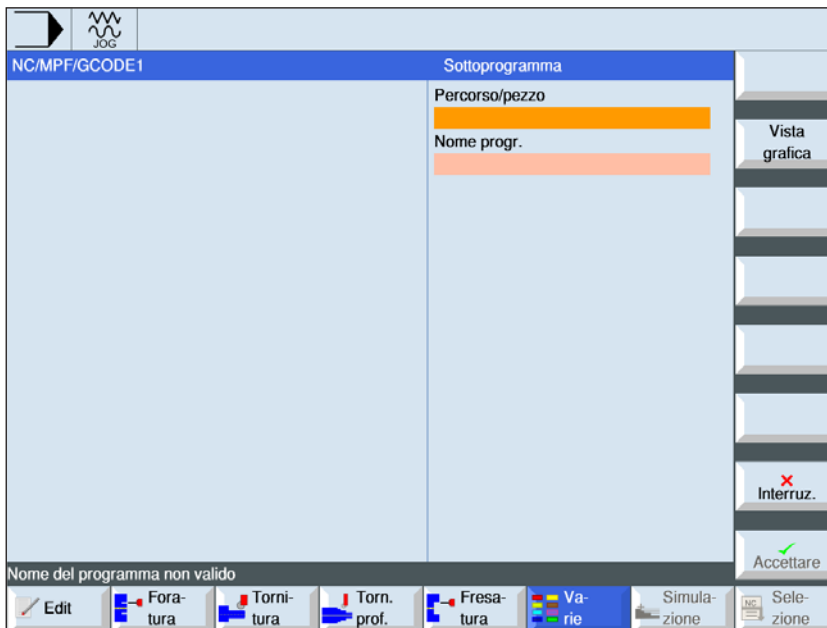 JOG
NC/MPF/GCODE1
Sottoprogramma
Percorso/pezzo
Nome progr.
Vista
grafica
Interruz.
Accettare
Nome del programma non valido
Edit
Fora-
tura
Torni-
tura
Torn.
prof.
Fresa-
tura
Va-
rie
Simula-
zione
NC
Sele-
zione